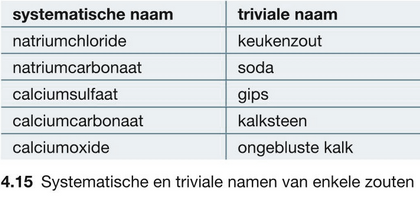 systematische naam triviale naam
natriumchloride keukenzout
natriumcarbonaat soda
calciumsulfaat gips
calciumcarbonaat kalksteen
calciumoxide ongebluste kalk
4.15 Systematische en triviale namen van enkele zouten